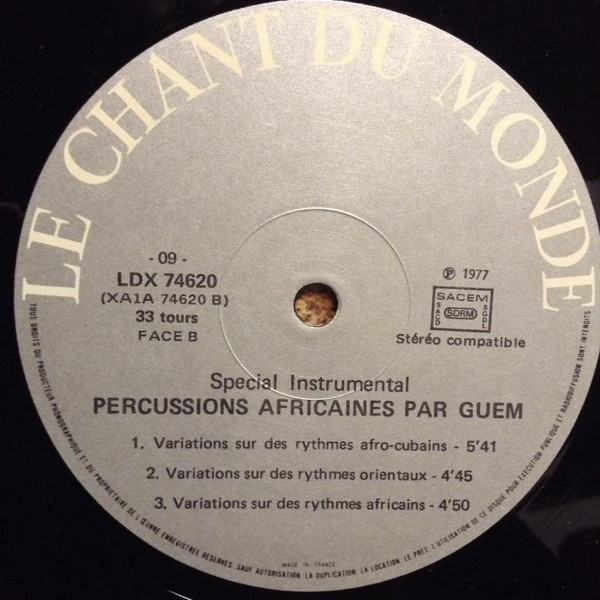 LE CHANT DU MONDE
- 09 -
LDX 74620
(XA1A 74620 B)
33 tours
FACE B
℗ 1977
SACEM
SACD
SDRM
SGDL
Stéréo compatible
Special Instrumental
PERCUSSIONS AFRICAINES PAR GUEM
1. Variations sur des rythmes afro-cubains - 5'41
2. Variations sur des rythmes orientaux - 4'45
3. Variations sur des rythmes africains - 4'50
MADE IN FRANCE
TOUS DROITS DU PRODUCTEUR PHONOGRAPHIQUE ET DU PROPRIETAIRE DE L'ŒUVRE ENREGISTREE RESERVES. SAUF AUTORISATION LA DUPLICATION, LA LOCATION, LE PRET, L'UTILISATION DE CE DISQUE POUR EXECUTION PUBLIQUE ET RADIODIFFUSION SONT INTERDITS